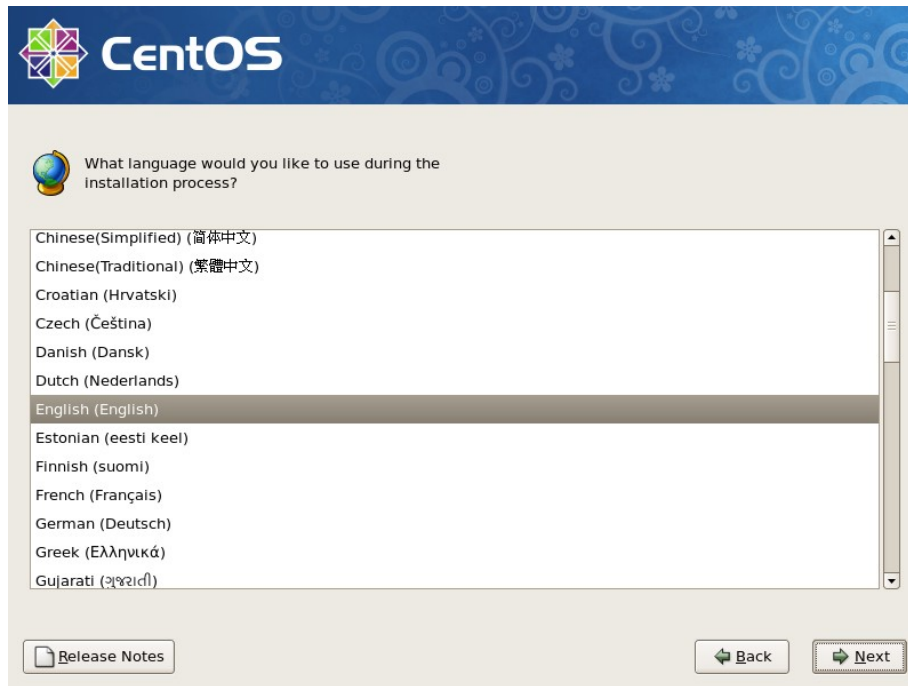 CentOS
What language would you like to use during the
installation process?
Chinese(Simplified) (简体中文)
Chinese(Traditional) (繁體中文)
Croatian (Hrvatski)
Czech (Čeština)
Danish (Dansk)
Dutch (Nederlands)
English (English)
Estonian (eesti keel)
Finnish (suomi)
French (Français)
German (Deutsch)
Greek (Ελληνικά)
Gujarati (ગુજરાતી)
Release Notes
Back
Next